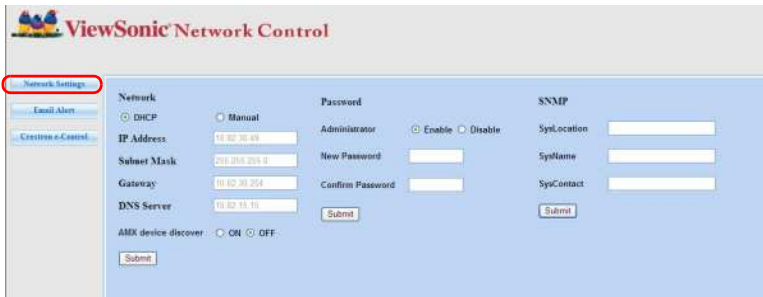 ViewSonic® Network Control
Network Settings
Email Alert
Crestron e-Control
Network
DHCP Manual
IP Address 10.82.30.49
Subnet Mask 255.255.255.0
Gateway 10.82.30.254
DNS Server 10.82.15.15
AMX device discover ON OFF
Submit
Password
Administrator Enable Disable
New Password
Confirm Password
Submit
SNMP
SysLocation
SysName
SysContact
Submit